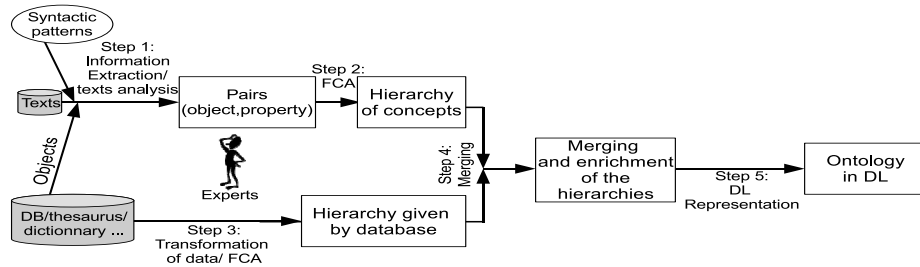 Syntactic
patterns
Step 1:
Information
Extraction/
texts analysis
Texts
Pairs
(object,property)
Step 2:
FCA
Hierarchy
of concepts
Objects
Experts
Step 4:
Merging
Merging
and enrichment
of the
hierarchies
Step 5:
DL
Representation
Ontology
in DL
DB/thesaurus/
dictionnary ...
Step 3:
Transformation
of data/ FCA
Hierarchy given
by database